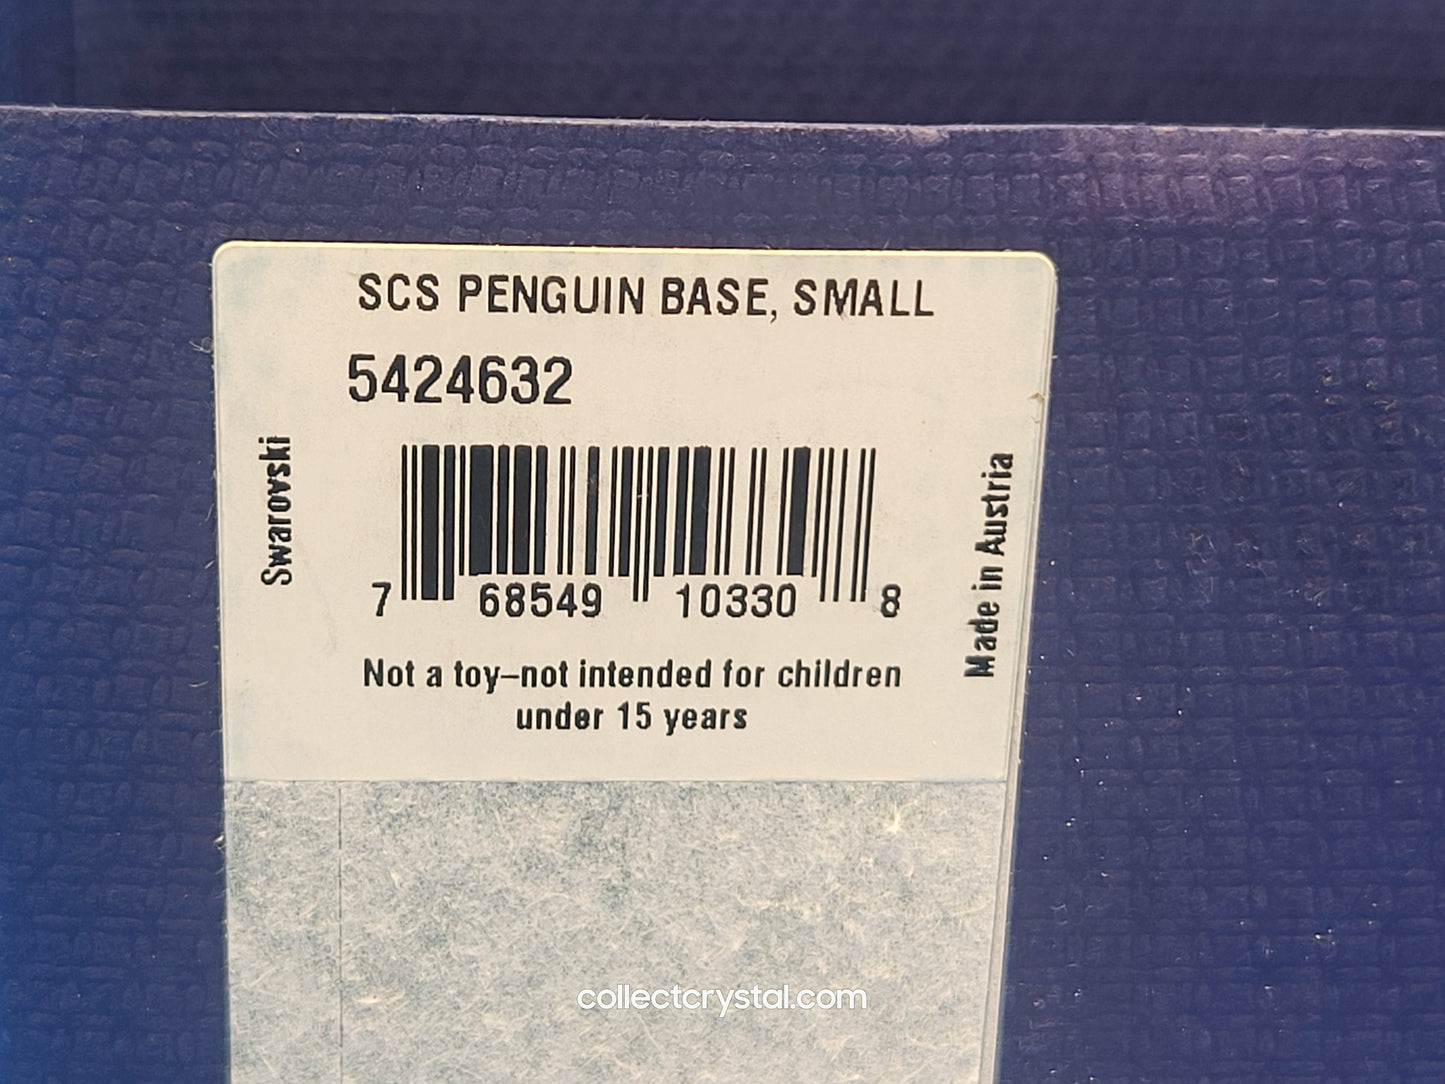 SCS PENGUIN BASE, SMALL
5424632
Swarovski
7 68549 10330 8
Made in Austria
Not a toy–not intended for children
under 15 years
collectcrystal.com